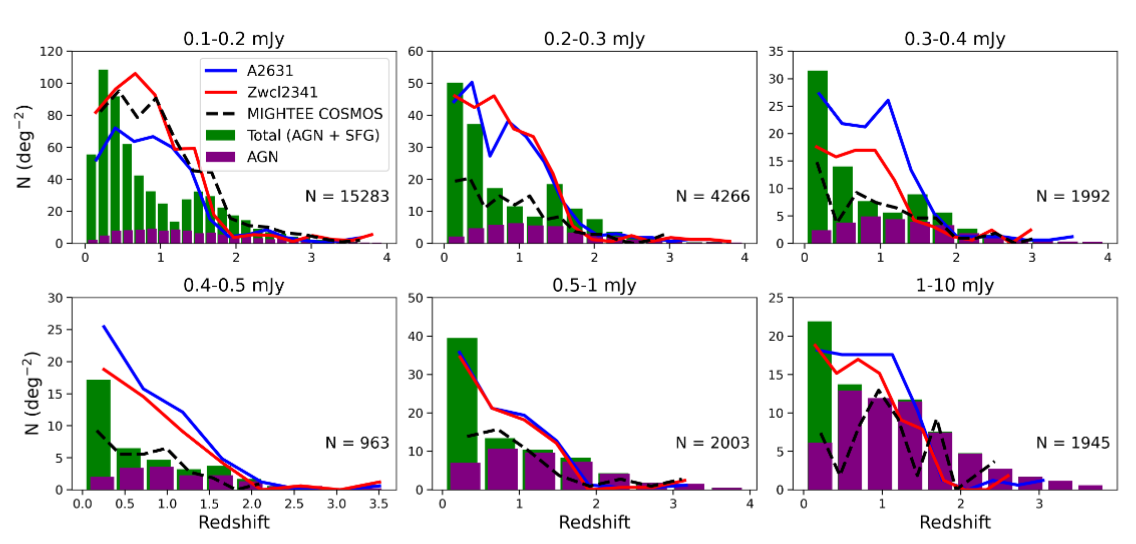 0.1-0.2 mJy
0.2-0.3 mJy
0.3-0.4 mJy
120
100
80
60
40
20
0
N (deg⁻²)
A2631
Zwcl2341
MIGHTEE COSMOS
Total (AGN + SFG)
AGN
N = 15283
0 1 2 3 4
60
50
40
30
20
10
0
N = 4266
0 1 2 3 4
35
30
25
20
15
10
5
0
N = 1992
0 1 2 3 4
0.4-0.5 mJy
0.5-1 mJy
1-10 mJy
30
25
20
15
10
5
0
N (deg⁻²)
N = 963
0.0 0.5 1.0 1.5 2.0 2.5 3.0 3.5
Redshift
50
40
30
20
10
0
N = 2003
0 1 2 3 4
Redshift
25
20
15
10
5
0
N = 1945
0 1 2 3
Redshift